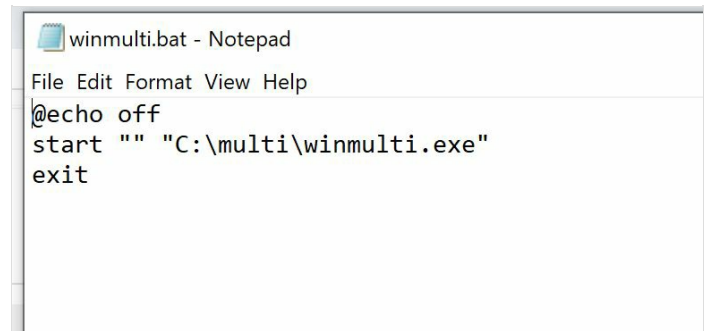 winmulti.bat - Notepad
File Edit Format View Help
@echo off
start "" "C:\multi\winmulti.exe"
exit